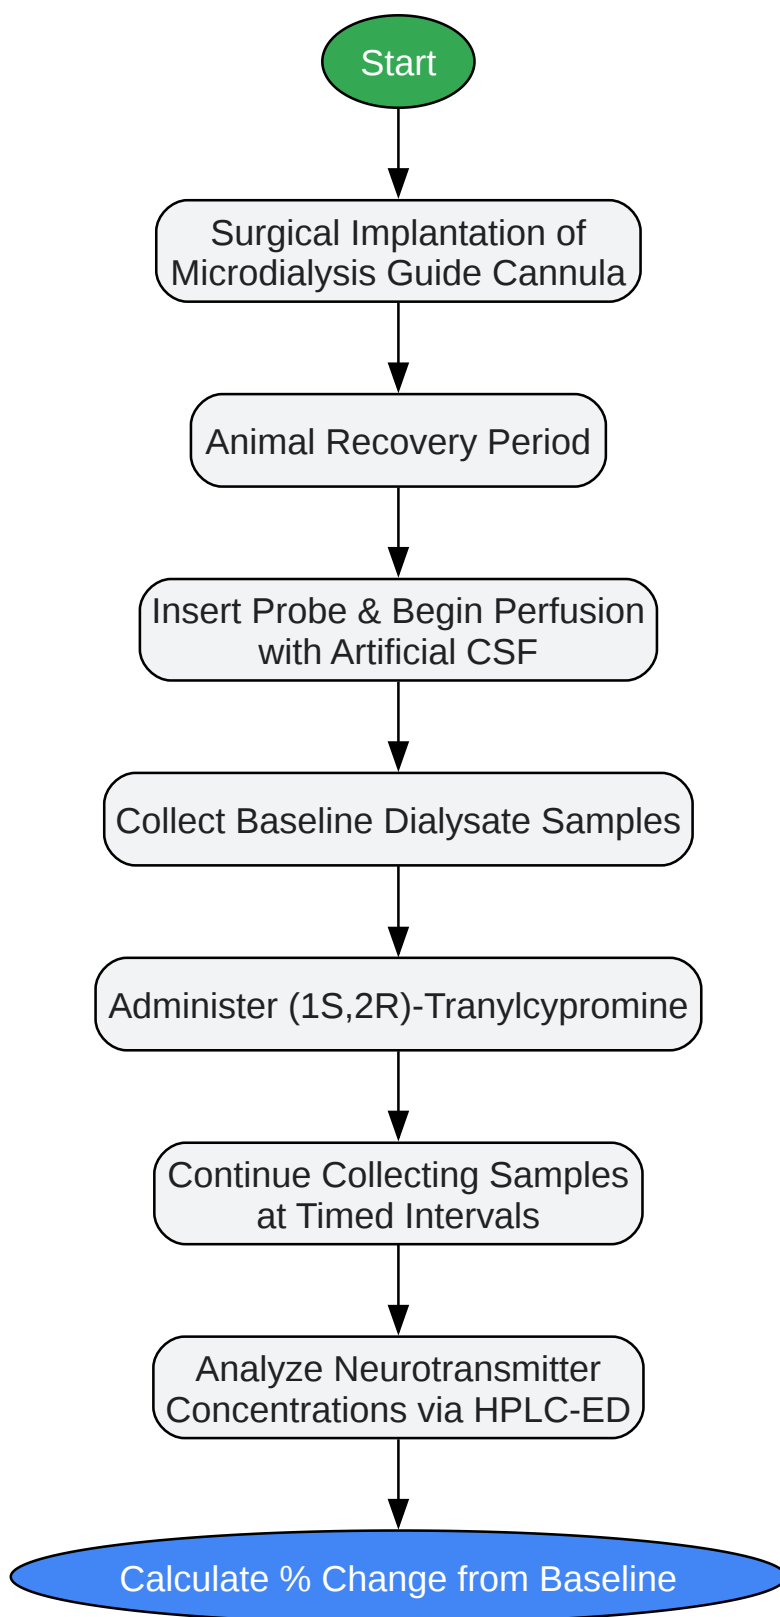 Start
Surgical Implantation of
Microdialysis Guide Cannula
Animal Recovery Period
Insert Probe & Begin Perfusion
with Artificial CSF
Collect Baseline Dialysate Samples
Administer (1S,2R)-Tranylcypromine
Continue Collecting Samples
at Timed Intervals
Analyze Neurotransmitter
Concentrations via HPLC-ED
Calculate % Change from Baseline